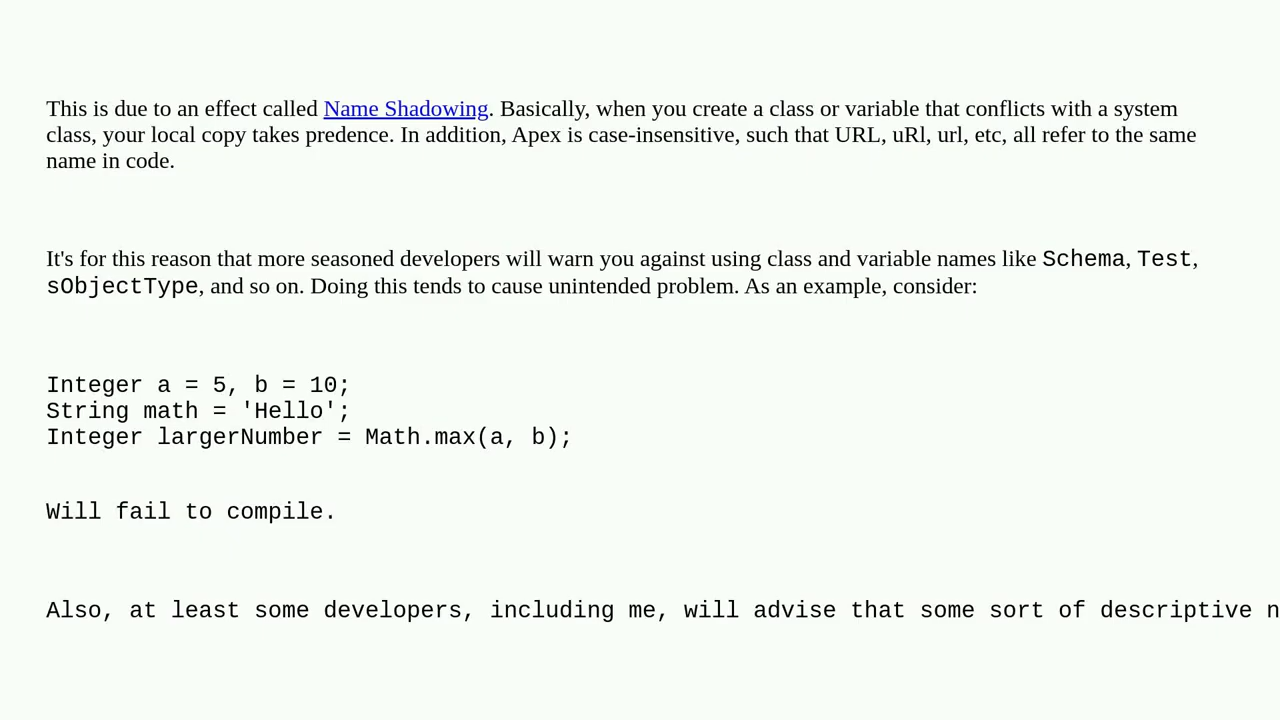 This is due to an effect called Name Shadowing. Basically, when you create a class or variable that conflicts with a system
class, your local copy takes predence. In addition, Apex is case-insensitive, such that URL, uRl, url, etc, all refer to the same
name in code.
It's for this reason that more seasoned developers will warn you against using class and variable names like Schema, Test,
sObjectType, and so on. Doing this tends to cause unintended problem. As an example, consider:
Integer a = 5, b = 10;
String math = 'Hello';
Integer largerNumber = Math.max(a, b);
Will fail to compile.
Also, at least some developers, including me, will advise that some sort of descriptive n